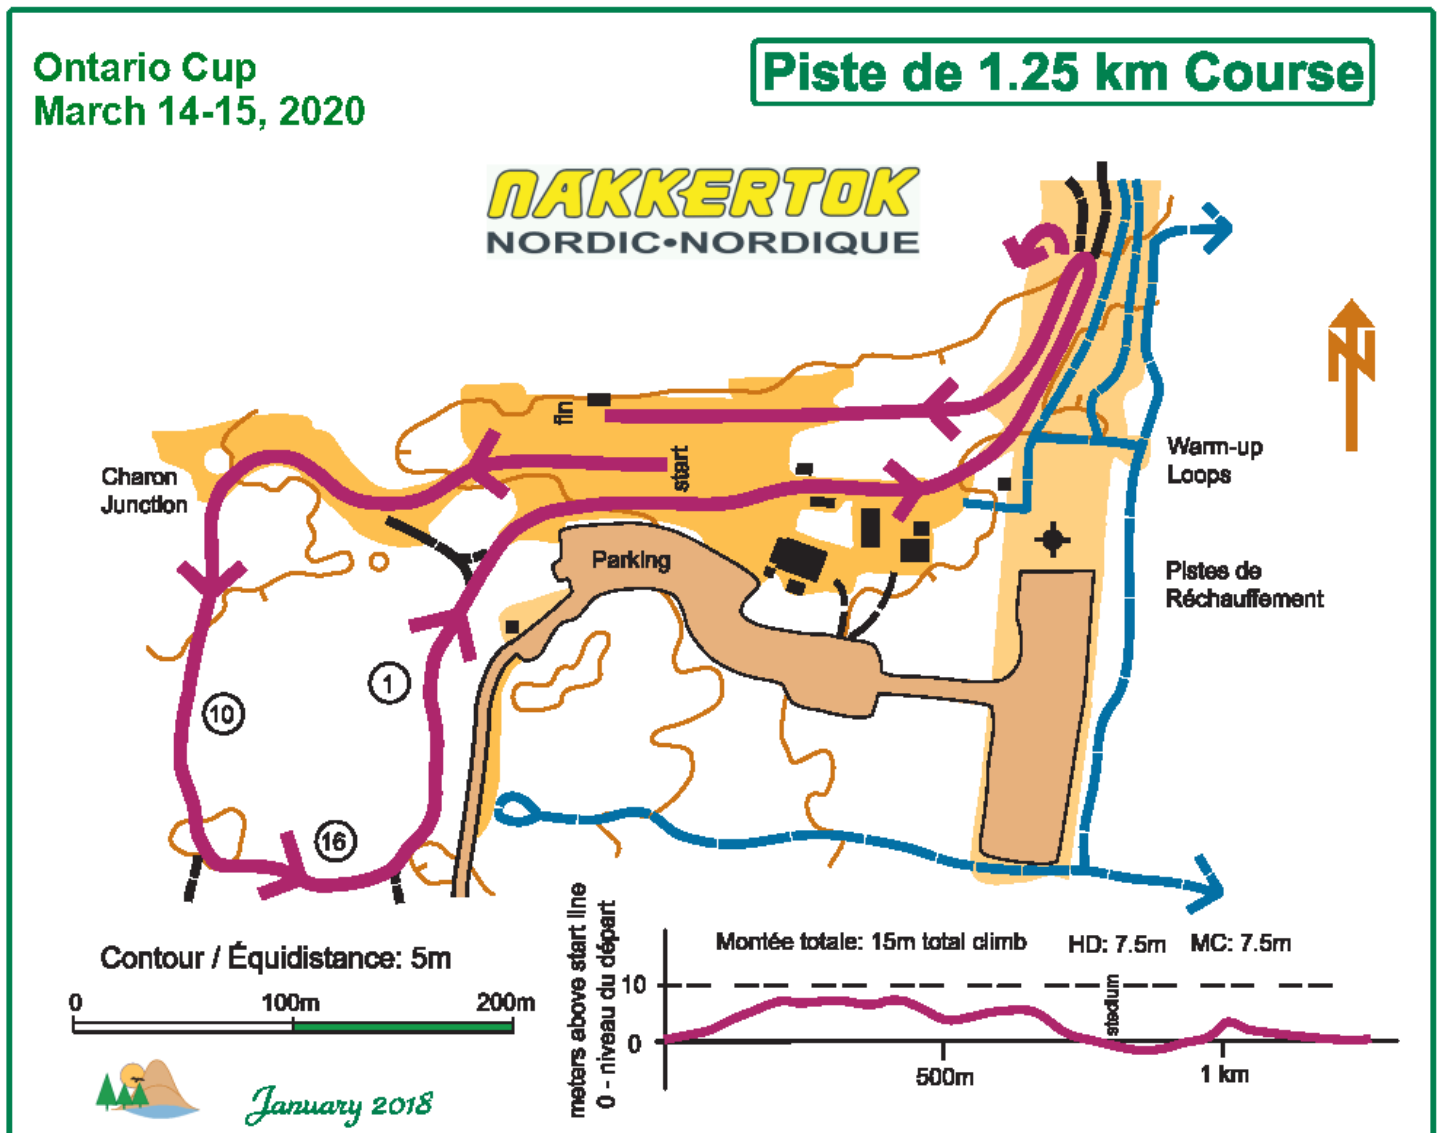 Ontario Cup
March 14-15, 2020
Piste de 1.25 km Course
NAKKERTOK
NORDIC•NORDIQUE
N
fin
start
Charon
Junction
Warm-up
Loops
Parking
Pistes de
Réchauffement
1
10
16
Contour / Équidistance: 5m
0 100m 200m
January 2018
meters above start line
0 - niveau du départ
Montée totale: 15m total climb HD: 7.5m MC: 7.5m
10
stadium
0
500m 1 km